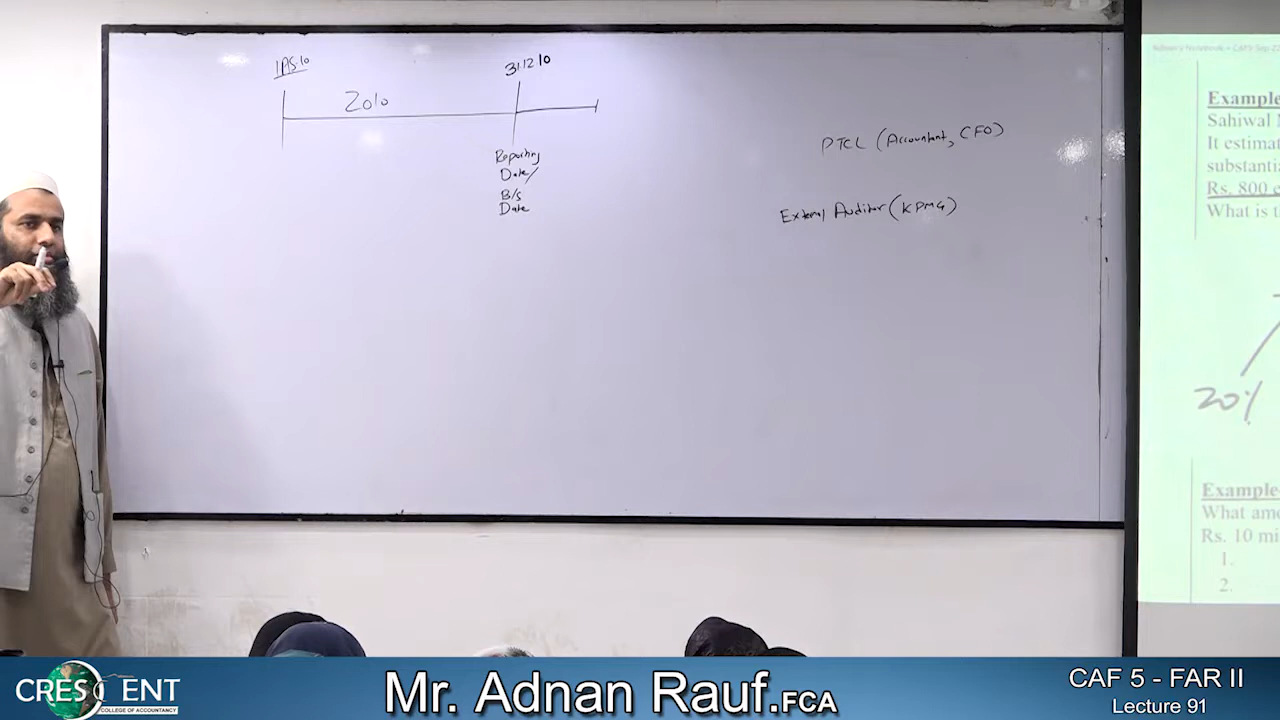 IAS.10
31.12.10
2010
Reporting
Date/
B/S
Date
PTCL (Accountant, CFO)
External Auditor (KPMG)
Example
Sahiwal
It estimat
substantia
Rs. 800
What is t
20%
Example
What amo
Rs. 10 mi
1.
2.
CRESCENT
COLLEGE OF ACCOUNTANCY
Mr. Adnan Rauf.FCA
CAF 5 - FAR II
Lecture 91